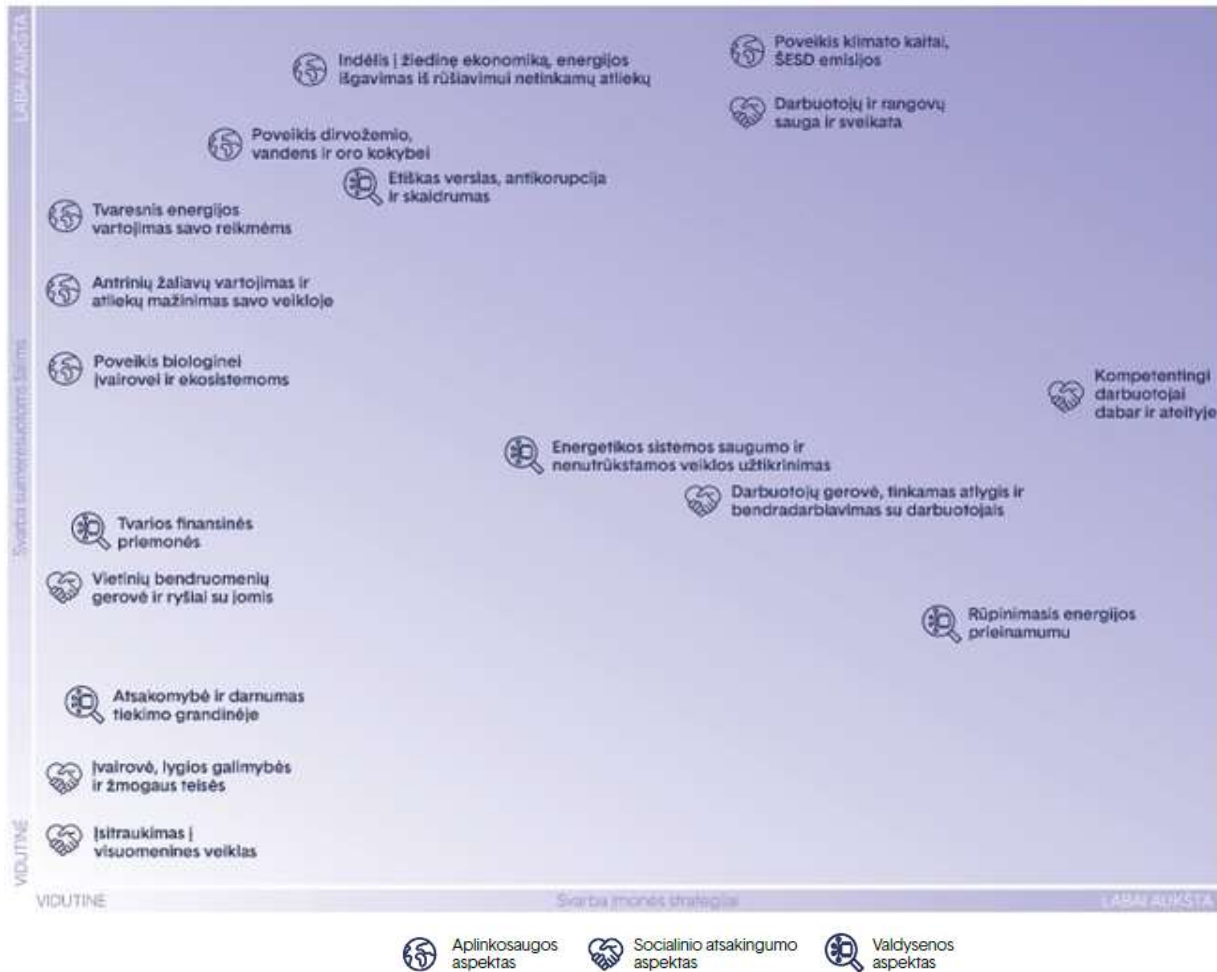 LABAI AUKŠTA
Poveikis klimato kaitai,
ŠESD emisijos
Indėlis į žiedinę ekonomiką, energijos
išgavimas iš rūšiavimui netinkamų atliekų
Darbuotojų ir rangovų
sauga ir sveikata
Poveikis dirvožemio,
vandens ir oro kokybei
Etiškas verslas, antikorupcija
ir skaidrumas
Tvaresnis energijos
vartojimas savo reikmėms
Antrinių žaliavų vartojimas ir
atliekų mažinimas savo veikloje
Poveikis biologinei
įvairovei ir ekosistemoms
Kompetentingi
darbuotojai
dabar ir ateityje
Svarba suinteresuotoms šalims
Energetikos sistemos saugumo ir
nenutrūkstamos veiklos užtikrinimas
Darbuotojų gerovė, tinkamas atlygis ir
bendradarbiavimas su darbuotojais
Tvarios finansinės
priemonės
Vietinių bendruomenių
gerovė ir ryšiai su jomis
Rūpinimasis energijos
prieinamumu
Atsakomybė ir darnumas
tiekimo grandinėje
Įvairovė, lygios galimybės
ir žmogaus teisės
Įsitraukimas į
visuomenines veiklas
VIDUTINĖ
VIDUTINĖ
Svarba įmonės strategijai
LABAI AUKŠTA
Aplinkosaugos
aspektas
Socialinio atsakingumo
aspektas
Valdysenos
aspektas